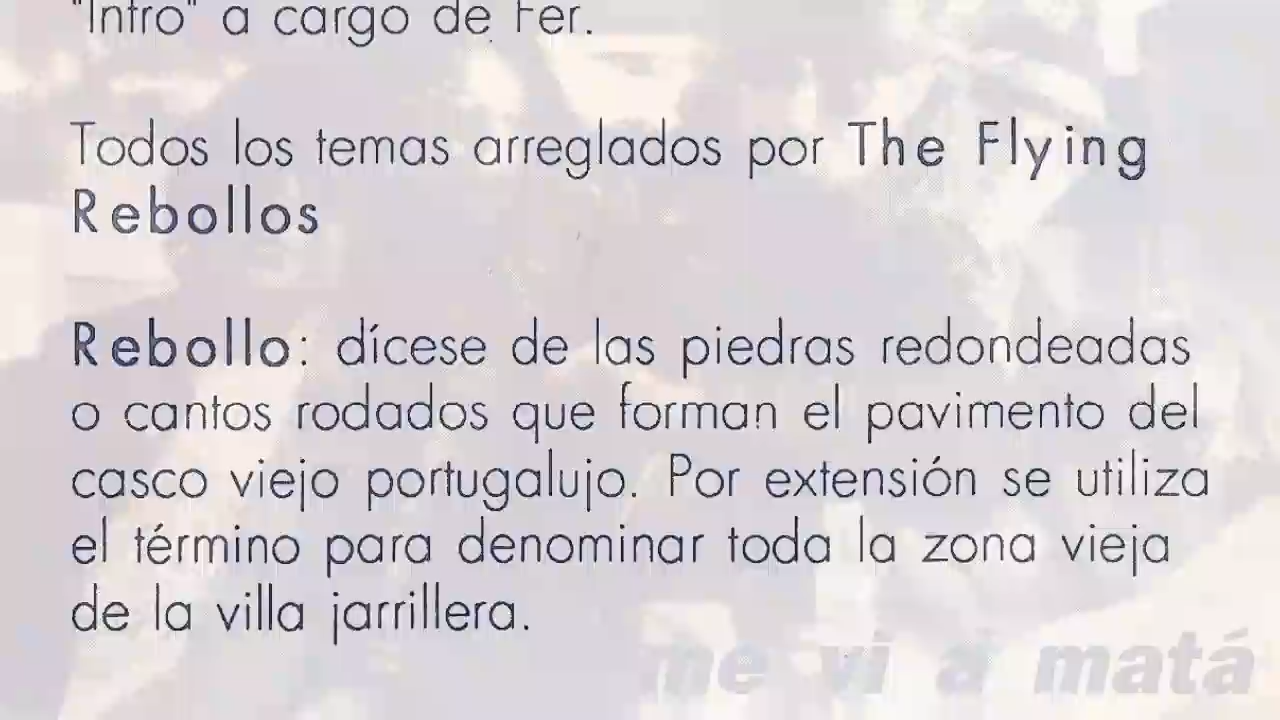 "Intro" a cargo de Fer.
Todos los temas arreglados por The Flying
Rebollos
Rebollo: dícese de las piedras redondeadas
o cantos rodados que forman el pavimento del
casco viejo portugalujo. Por extensión se utiliza
el término para denominar toda la zona vieja
de la villa jarrillera.
me vi a matá